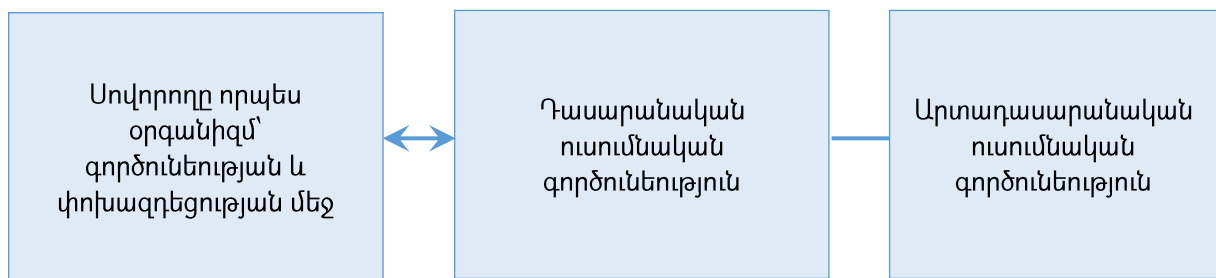 Սովորողը որպես
օրգանիզմ՝
գործունեության և
փոխազդեցության մեջ
Դասարանական
ուսումնական
գործունեություն
Արտադասարանական
ուսումնական
գործունեություն